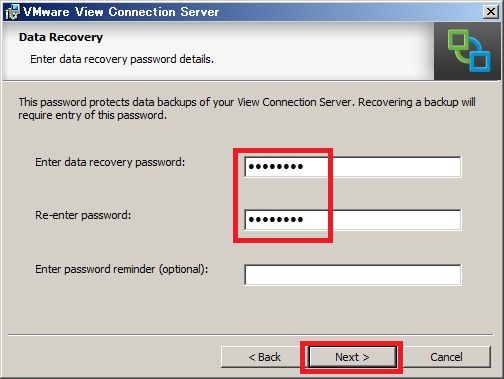 VMware View Connection Server
Data Recovery
Enter data recovery password details.
This password protects data backups of your View Connection Server. Recovering a backup will
require entry of this password.
Enter data recovery password:
••••••••
Re-enter password:
••••••••
Enter password reminder (optional):
< Back
Next >
Cancel